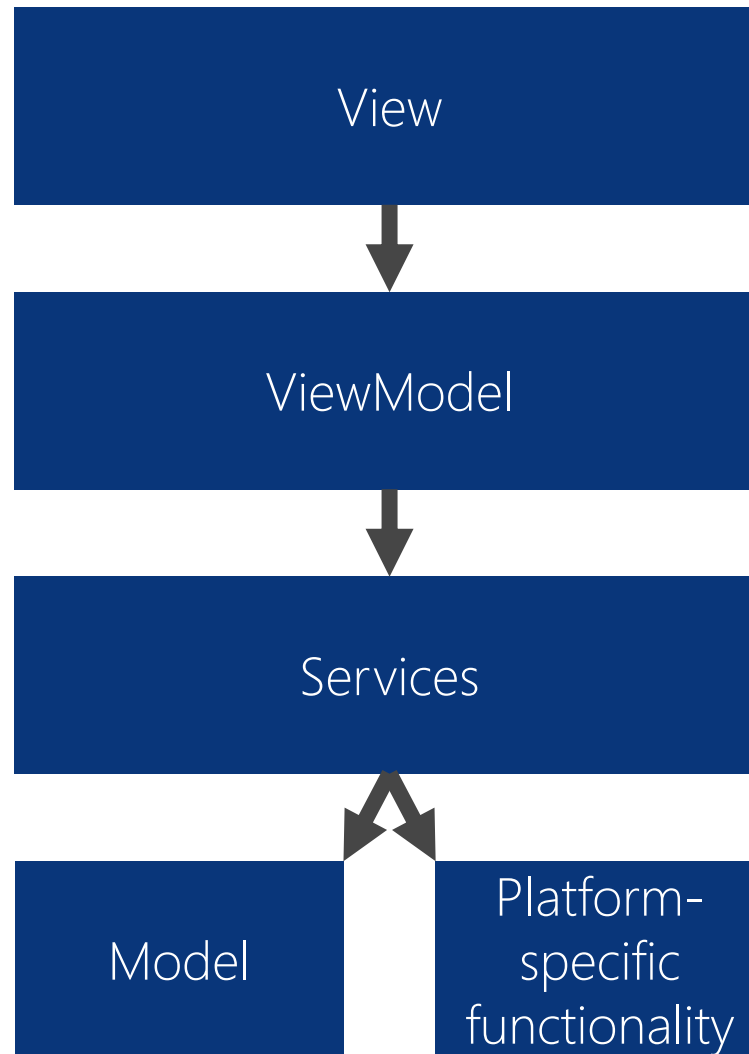 View
ViewModel
Services
Model
Platform-
specific
functionality